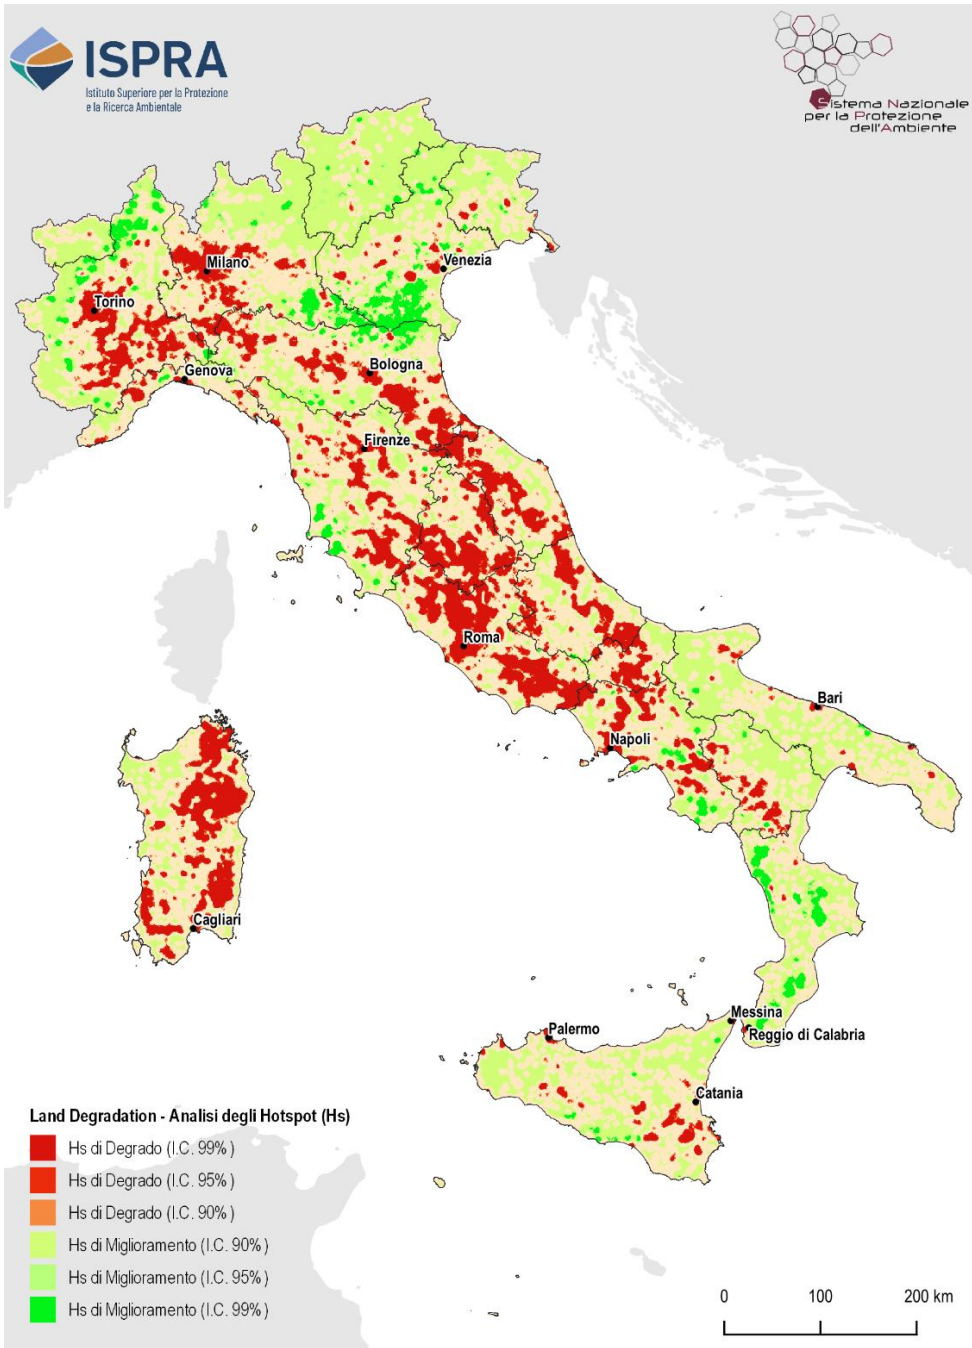 ISPRA
Istituto Superiore per la Protezione
e la Ricerca Ambientale
Sistema Nazionale
per la Protezione
dell'Ambiente
Milano
Venezia
Torino
Genova
Bologna
Firenze
Roma
Bari
Napoli
Cagliari
Messina
Palermo
Reggio di Calabria
Catania
Land Degradation - Analisi degli Hotspot (Hs)
Hs di Degrado (I.C. 99%)
Hs di Degrado (I.C. 95%)
Hs di Degrado (I.C. 90%)
Hs di Miglioramento (I.C. 90%)
Hs di Miglioramento (I.C. 95%)
Hs di Miglioramento (I.C. 99%)
0 100 200 km